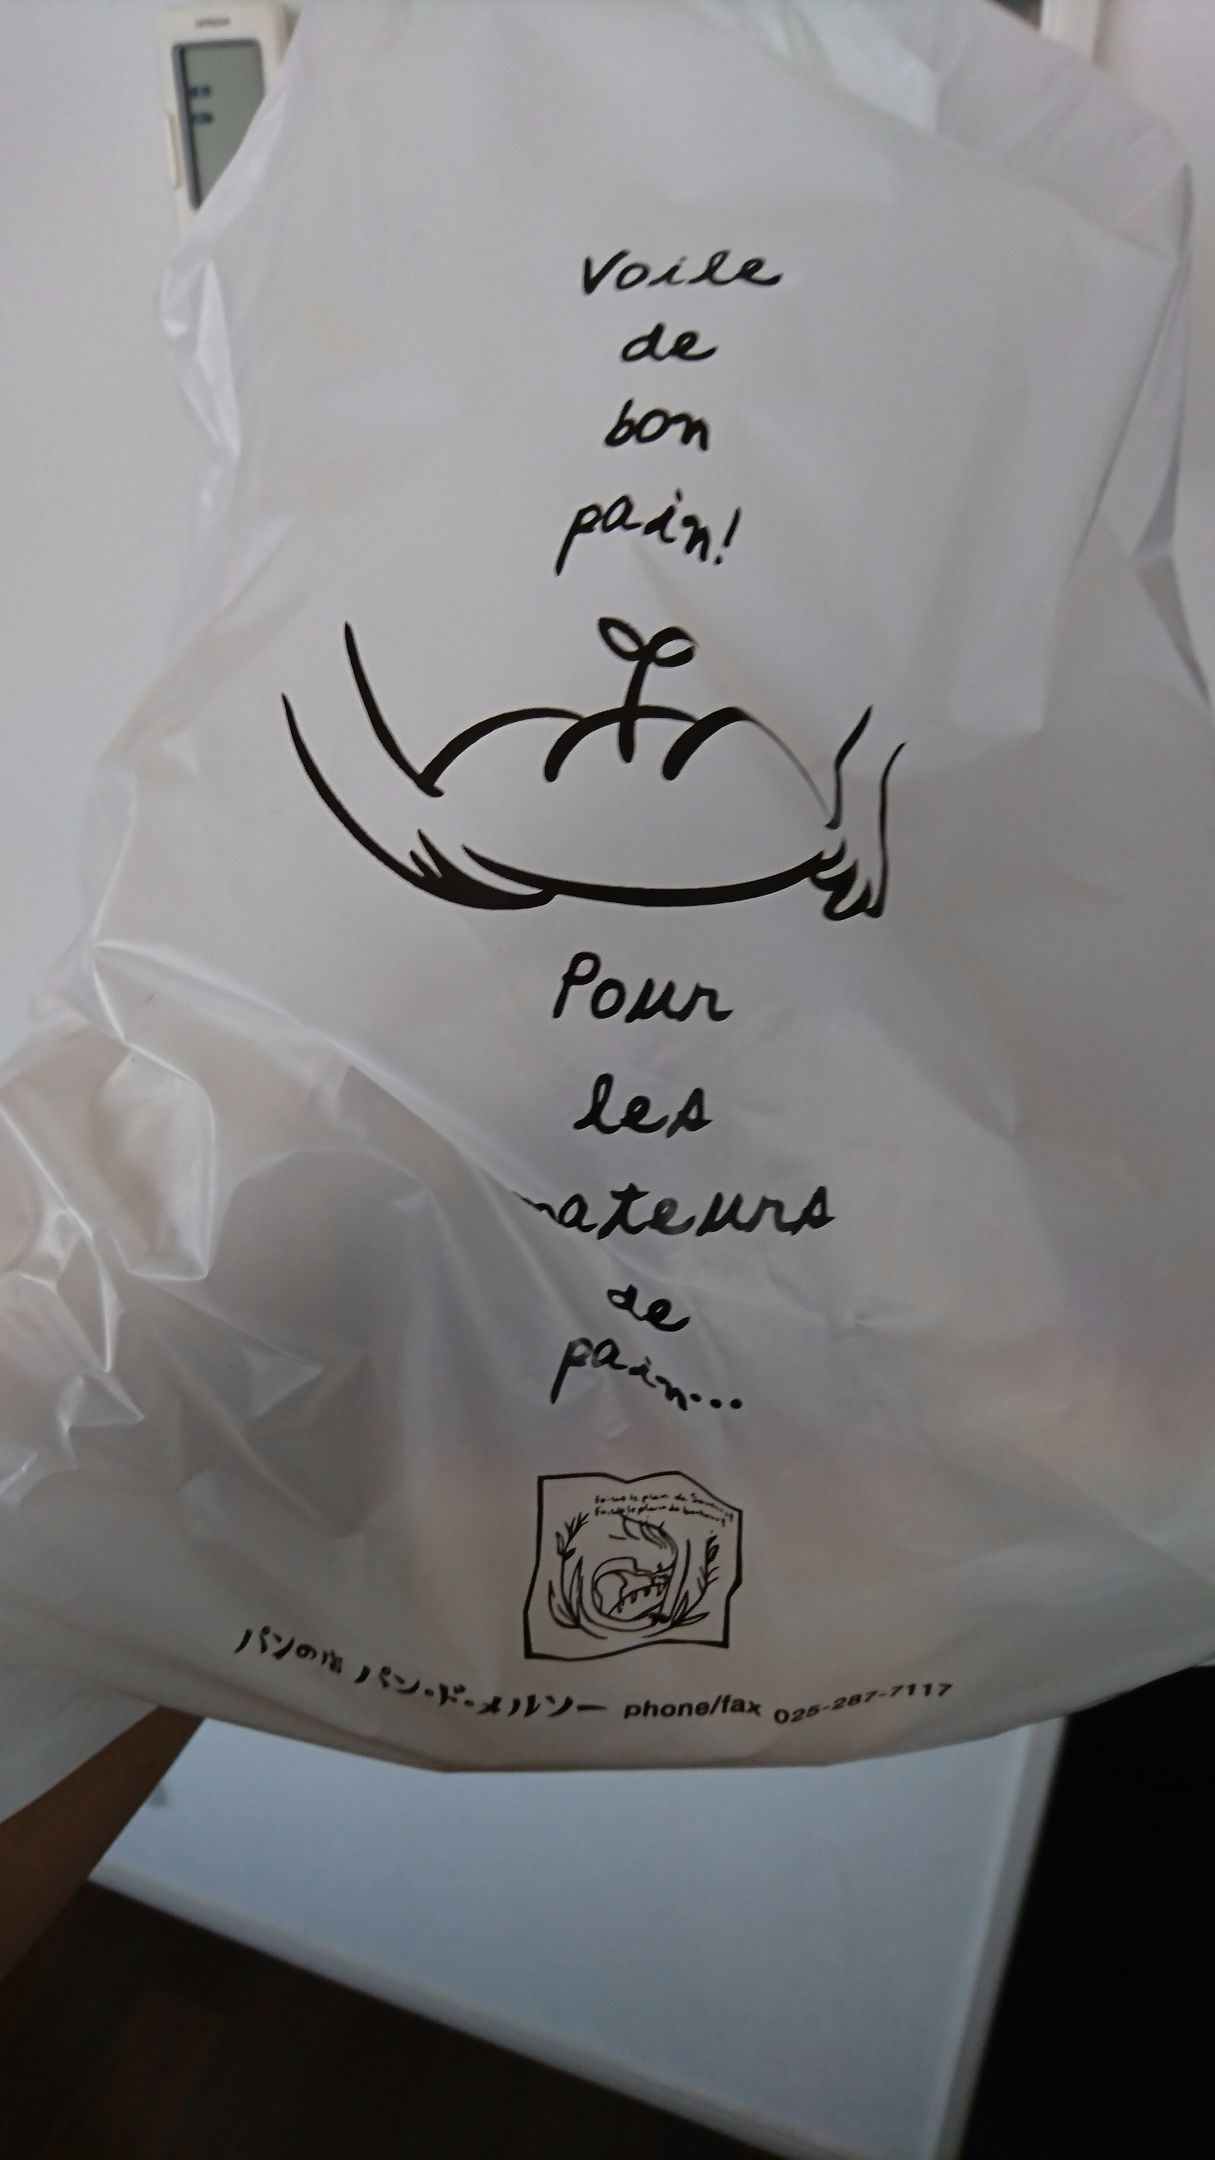 Voile
de
bon
pain!
Pour
les
mateurs
de
pain...
パンの店 パン・ド・メルソー phone/fax 025-287-7117